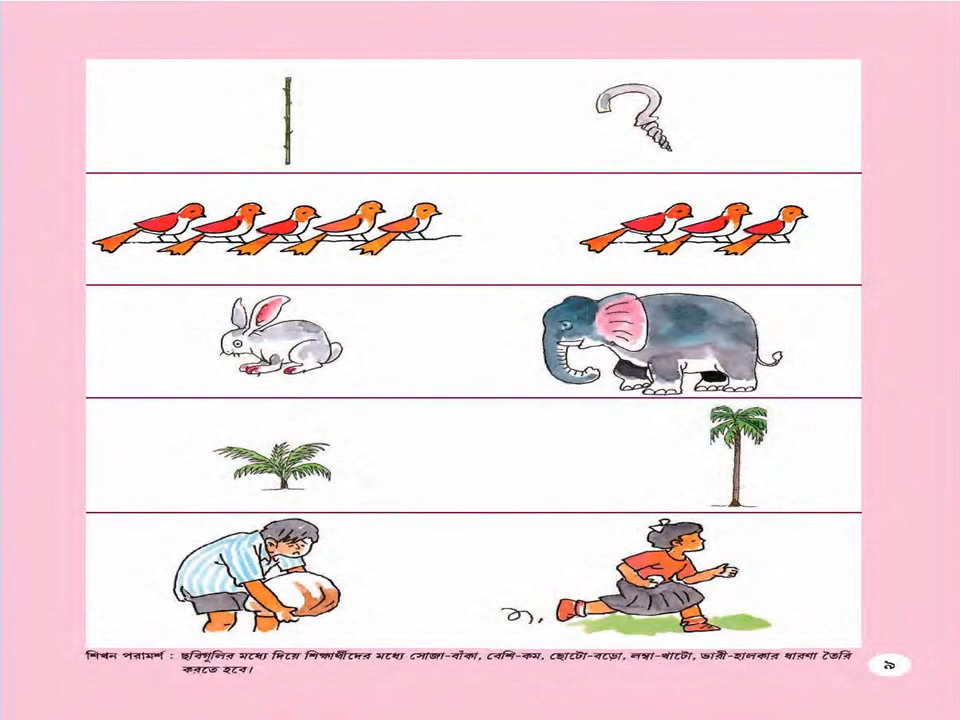 শিখন পরামর্শ : ছবিগুলির মধ্যে দিয়ে শিক্ষার্থীদের মধ্যে সোজা-বাঁকা, বেশি-কম, ছোটো-বড়ো, লম্বা-খাটো, ভারী-হালকার ধারণা তৈরি
করতে হবে।
৯